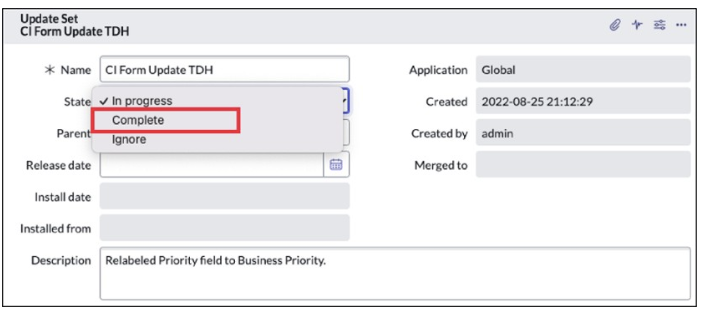 Update Set
CI Form Update TDH
✳ Name CI Form Update TDH
Application Global
State ✓ In progress
Complete
Ignore
Created 2022-08-25 21:12:29
Parent
Created by admin
Release date
Merged to
Install date
Installed from
Description Relabeled Priority field to Business Priority.